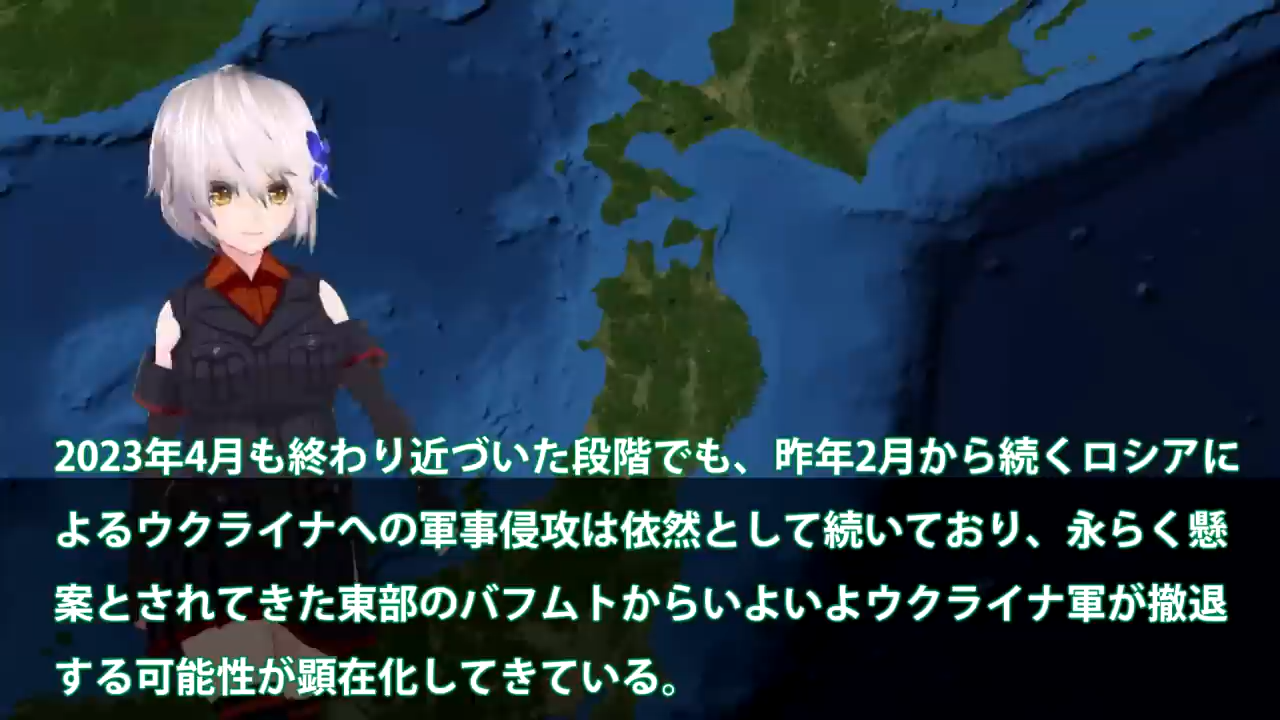 2023年4月も終わり近づいた段階でも、昨年2月から続くロシアに
よるウクライナへの軍事侵攻は依然として続いており、永らく懸
案とされてきた東部のバフムトからいよいよウクライナ軍が撤退
する可能性が顕在化してきている。